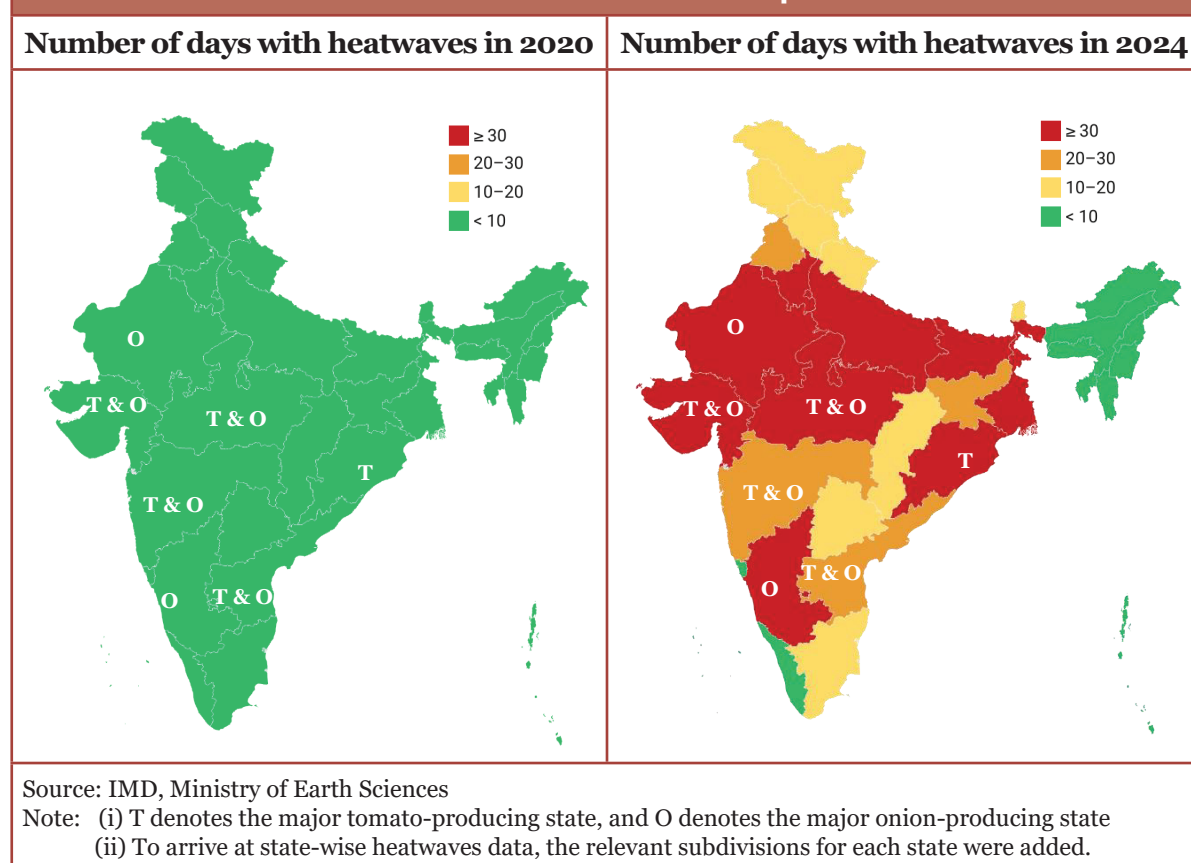 Number of days with heatwaves in 2020
Number of days with heatwaves in 2024
≥ 30
20–30
10–20
< 10
O
T & O
T & O
T
T & O
O
T & O
≥ 30
20–30
10–20
< 10
O
T & O
T & O
T
T & O
O
T & O
Source: IMD, Ministry of Earth Sciences
Note: (i) T denotes the major tomato-producing state, and O denotes the major onion-producing state
(ii) To arrive at state-wise heatwaves data, the relevant subdivisions for each state were added.